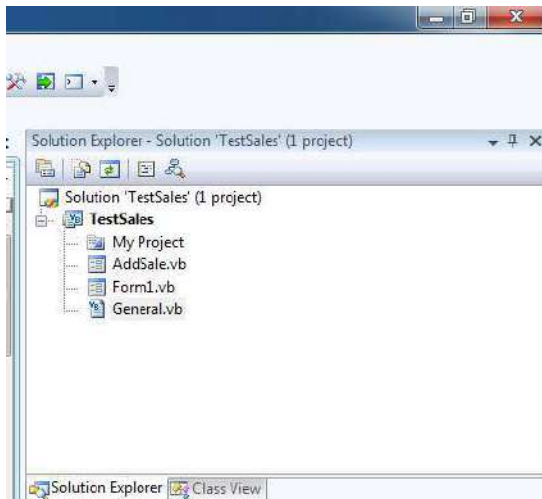 Solution Explorer - Solution 'TestSales' (1 project)
Solution 'TestSales' (1 project)
TestSales
My Project
AddSale.vb
Form1.vb
General.vb
Solution Explorer Class View